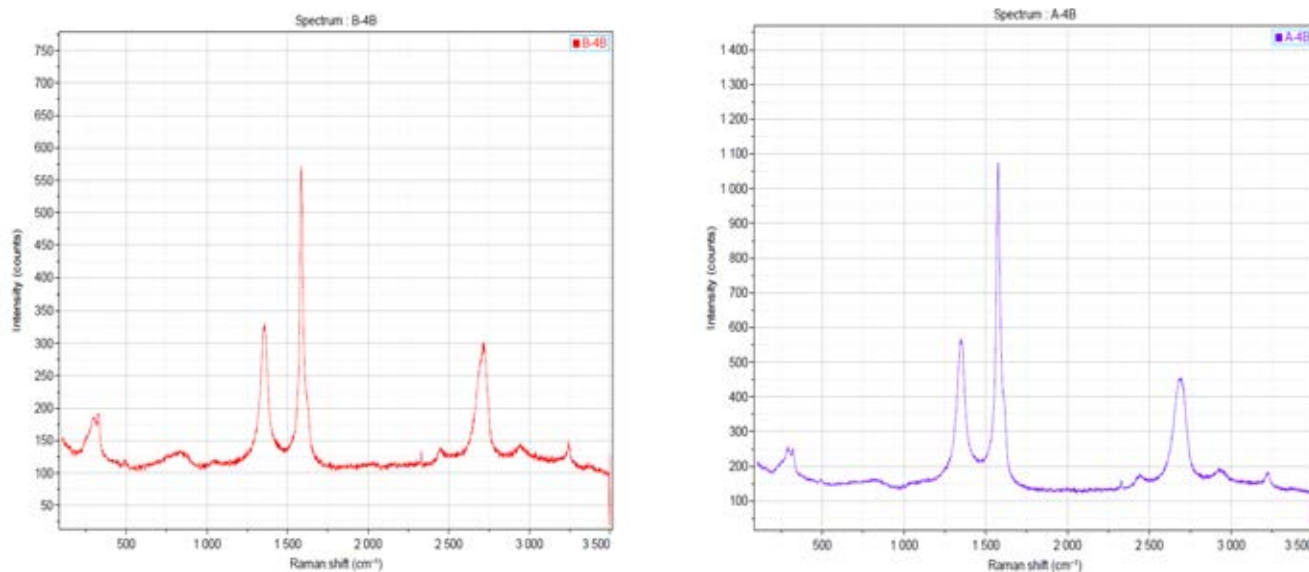 Spectrum : B-4B
B-4B
750
700
650
600
550
500
450
400
350
300
250
200
150
100
50
Intensity (counts)
500 1 000 1 500 2 000 2 500 3 000 3 500
Raman shift (cm⁻¹)
Spectrum : A-4B
A-4B
1 400
1 300
1 200
1 100
1 000
900
800
700
600
500
400
300
200
100
Intensity (counts)
500 1 000 1 500 2 000 2 500 3 000 3 500
Raman shift (cm⁻¹)